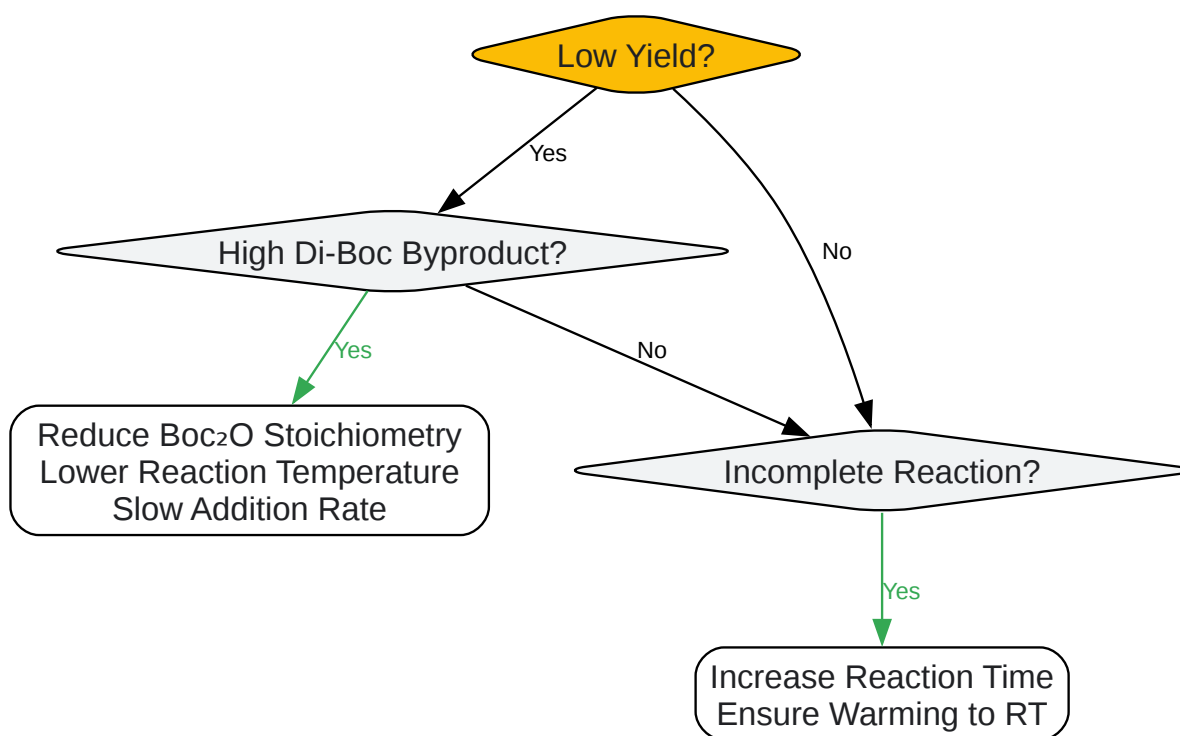 Low Yield?
Yes
High Di-Boc Byproduct?
No
Yes
No
Reduce Boc₂O Stoichiometry
Lower Reaction Temperature
Slow Addition Rate
Incomplete Reaction?
Yes
Increase Reaction Time
Ensure Warming to RT